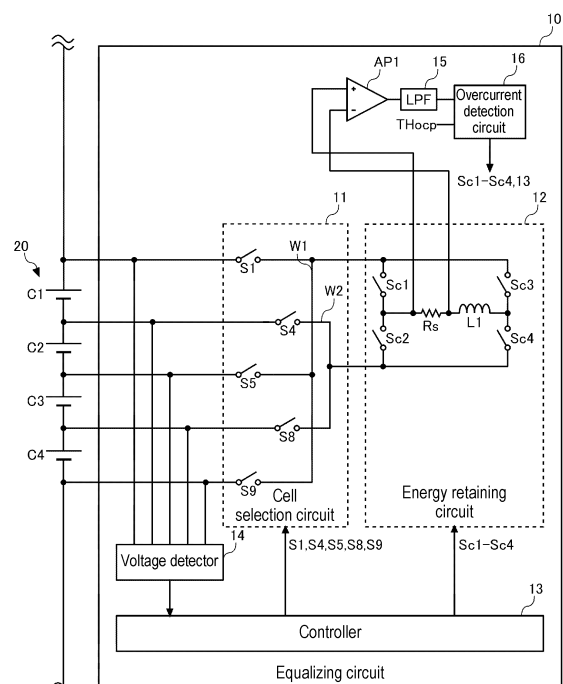 10
AP1
15
16
+
−
LPF
Overcurrent
detection
circuit
THocp
Sc1-Sc4,13
11
12
20
W1
S1
Sc1
Sc3
C1
W2
S4
Rs
L1
C2
Sc2
Sc4
S5
C3
S8
C4
S9
Cell
selection circuit
Energy retaining
circuit
14
S1,S4,S5,S8,S9
Sc1-Sc4
Voltage detector
13
Controller
Equalizing circuit